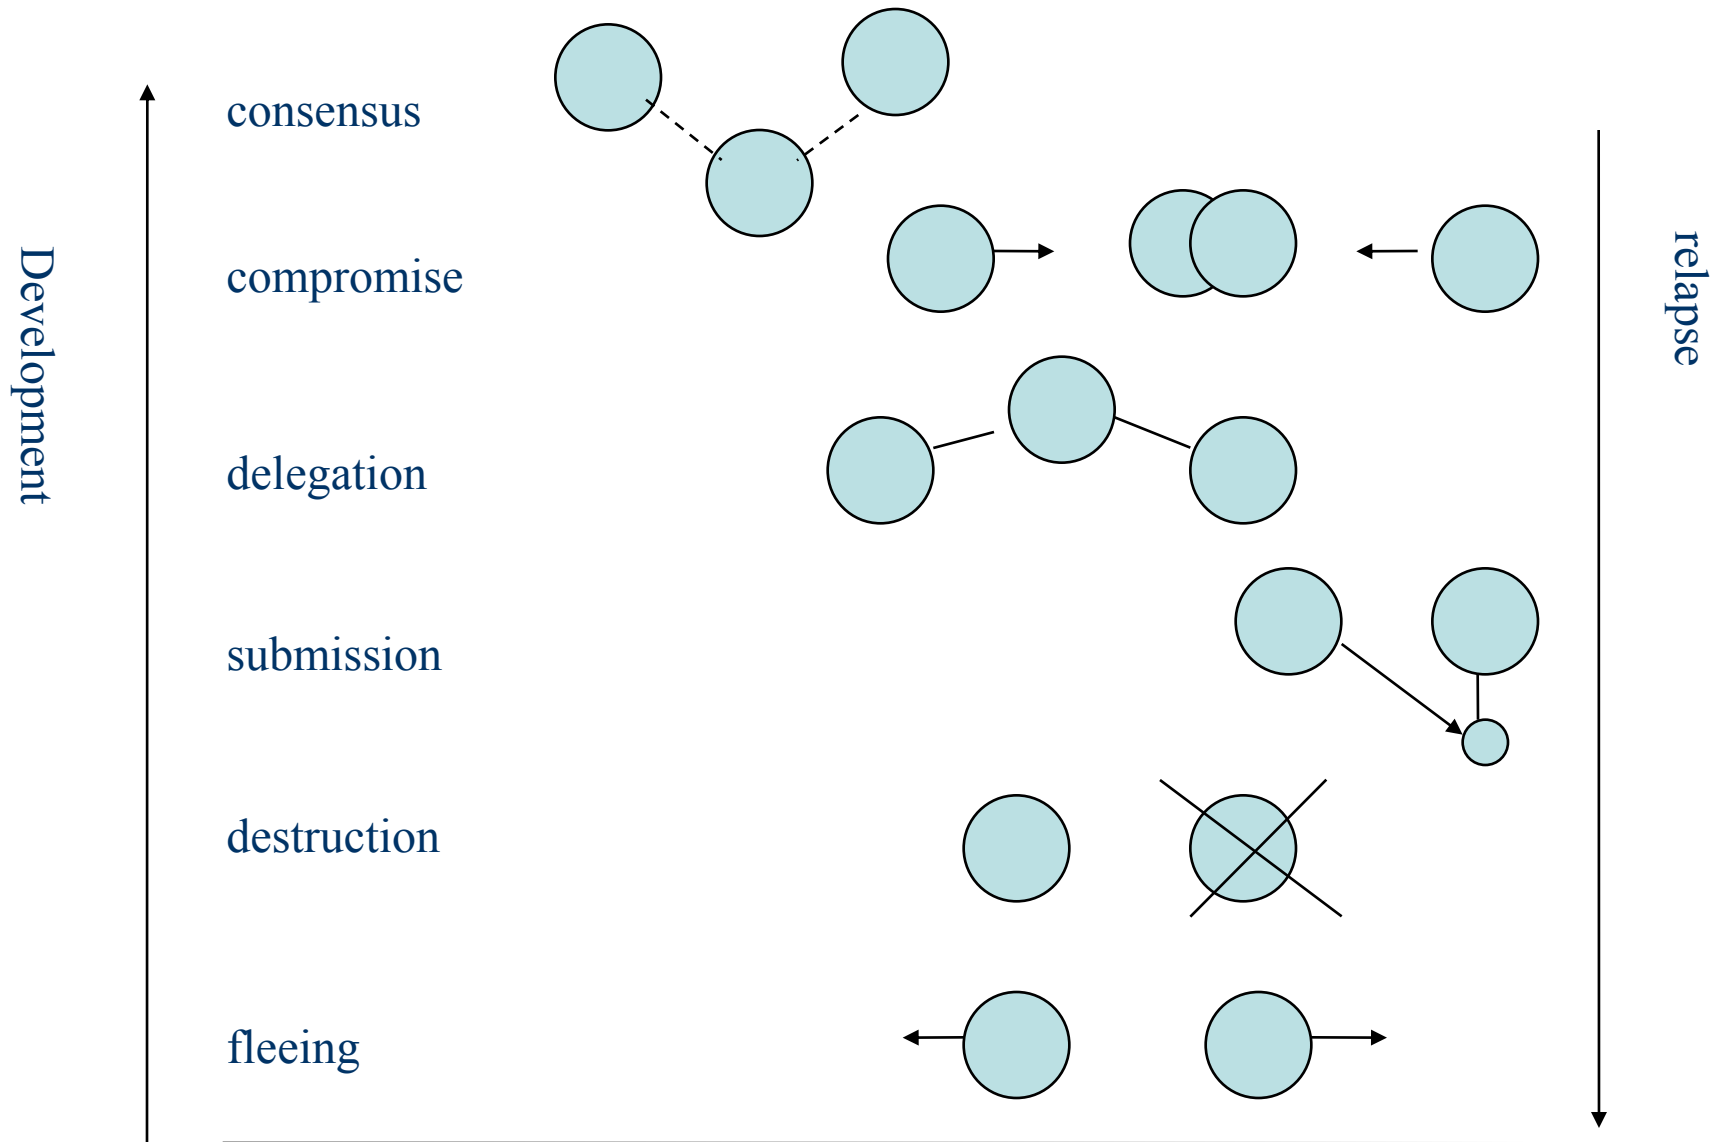 Development
consensus
compromise
delegation
submission
destruction
fleeing
relapse